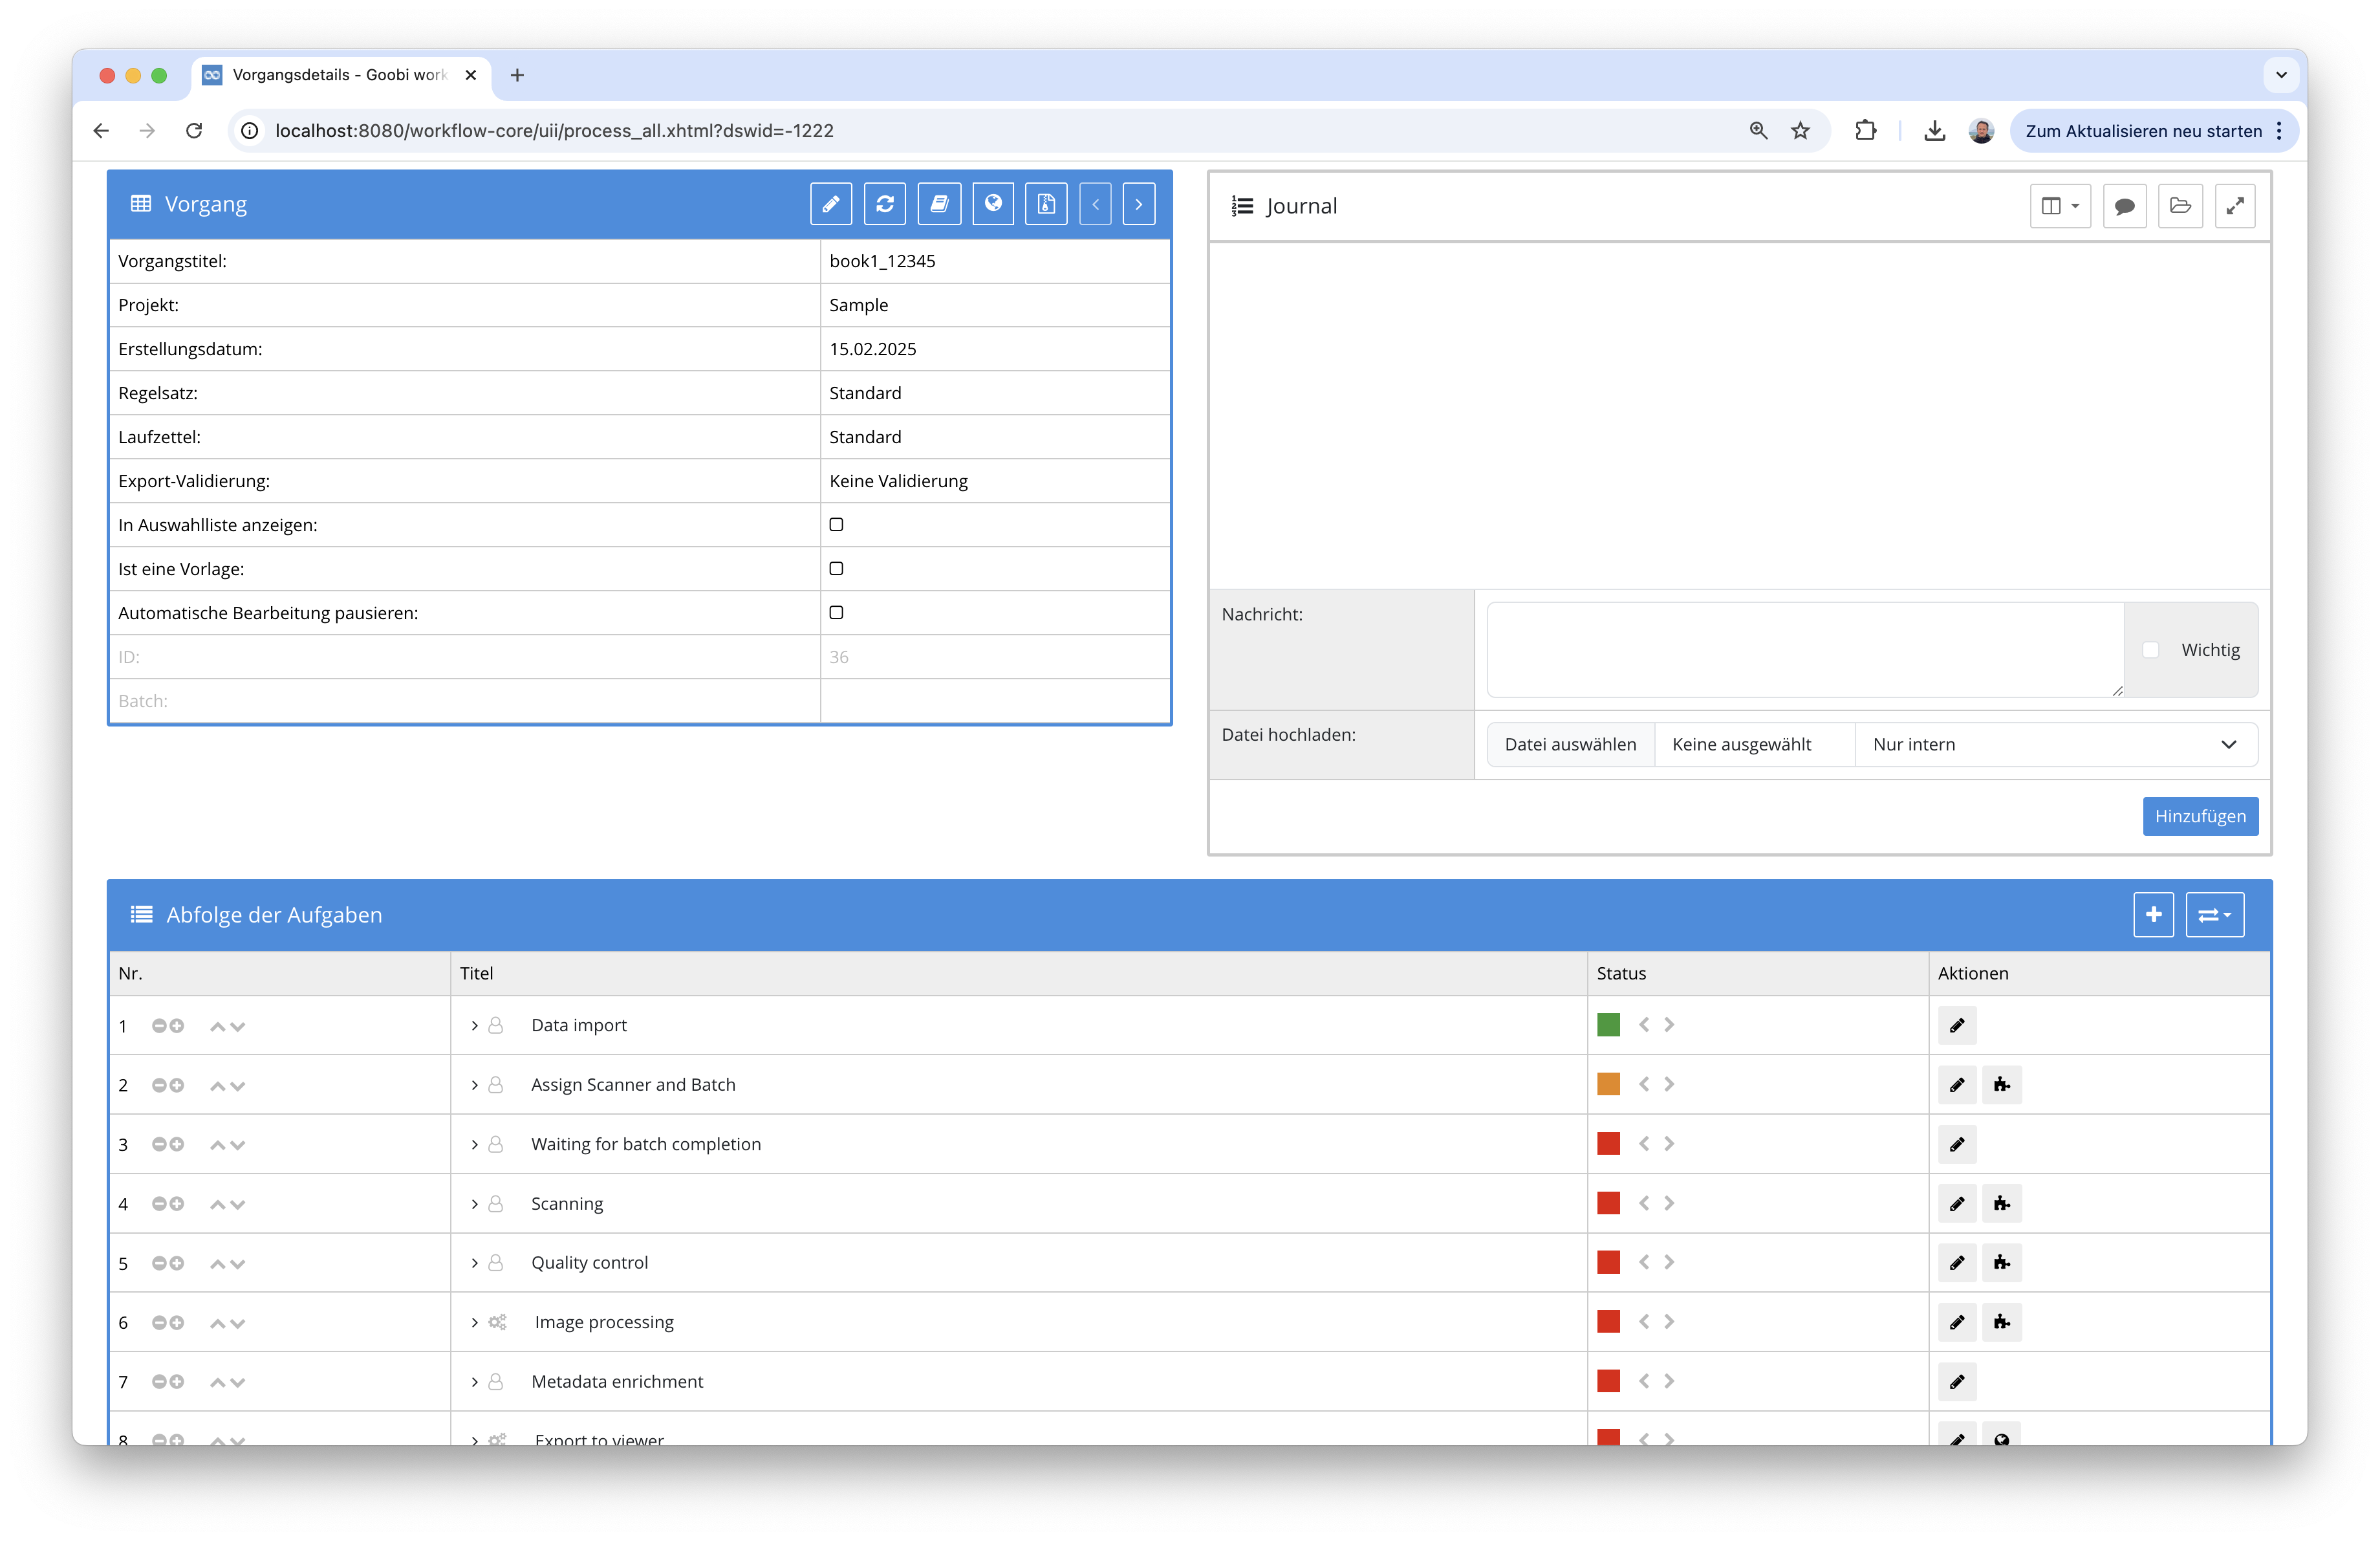 Vorgangsdetails - Goobi work
localhost:8080/workflow-core/uii/process_all.xhtml?dswid=-1222
Zum Aktualisieren neu starten
Vorgang
Vorgangstitel: book1_12345
Projekt: Sample
Erstellungsdatum: 15.02.2025
Regelsatz: Standard
Laufzettel: Standard
Export-Validierung: Keine Validierung
In Auswahlliste anzeigen:
Ist eine Vorlage:
Automatische Bearbeitung pausieren:
ID: 36
Batch:
Journal
Nachricht:
Wichtig
Datei hochladen: Datei auswählen Keine ausgewählt Nur intern
Hinzufügen
Abfolge der Aufgaben
Nr. Titel Status Aktionen
1 Data import
2 Assign Scanner and Batch
3 Waiting for batch completion
4 Scanning
5 Quality control
6 Image processing
7 Metadata enrichment
8 Export to viewer